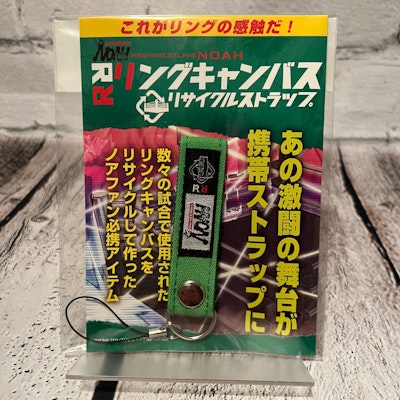 これがリングの感触だ！
NOAH
PRO-WRESTLING NOAH
RRリングキャンバス
リサイクルストラップ
あの激闘の舞台が
携帯ストラップに
数々の試合で使用された
リングキャンバスを
リサイクルして作った
ノアファン必携アイテム
RR
NOAH